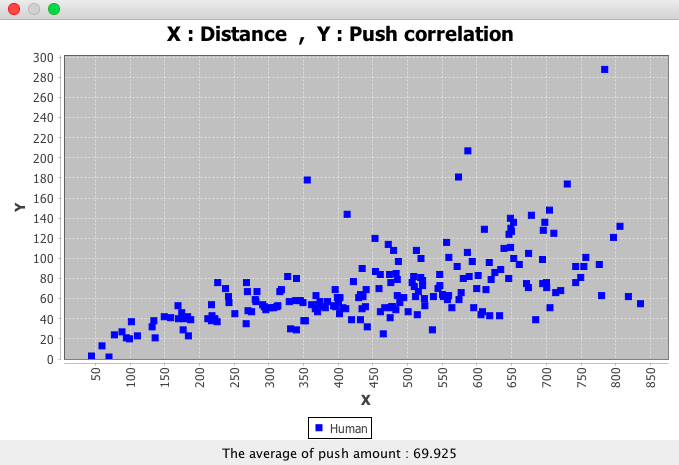 X : Distance , Y : Push correlation
300
280
260
240
220
200
180
160
140
120
100
80
60
40
20
0
Y
50 100 150 200 250 300 350 400 450 500 550 600 650 700 750 800 850
X
Human
The average of push amount : 69.925